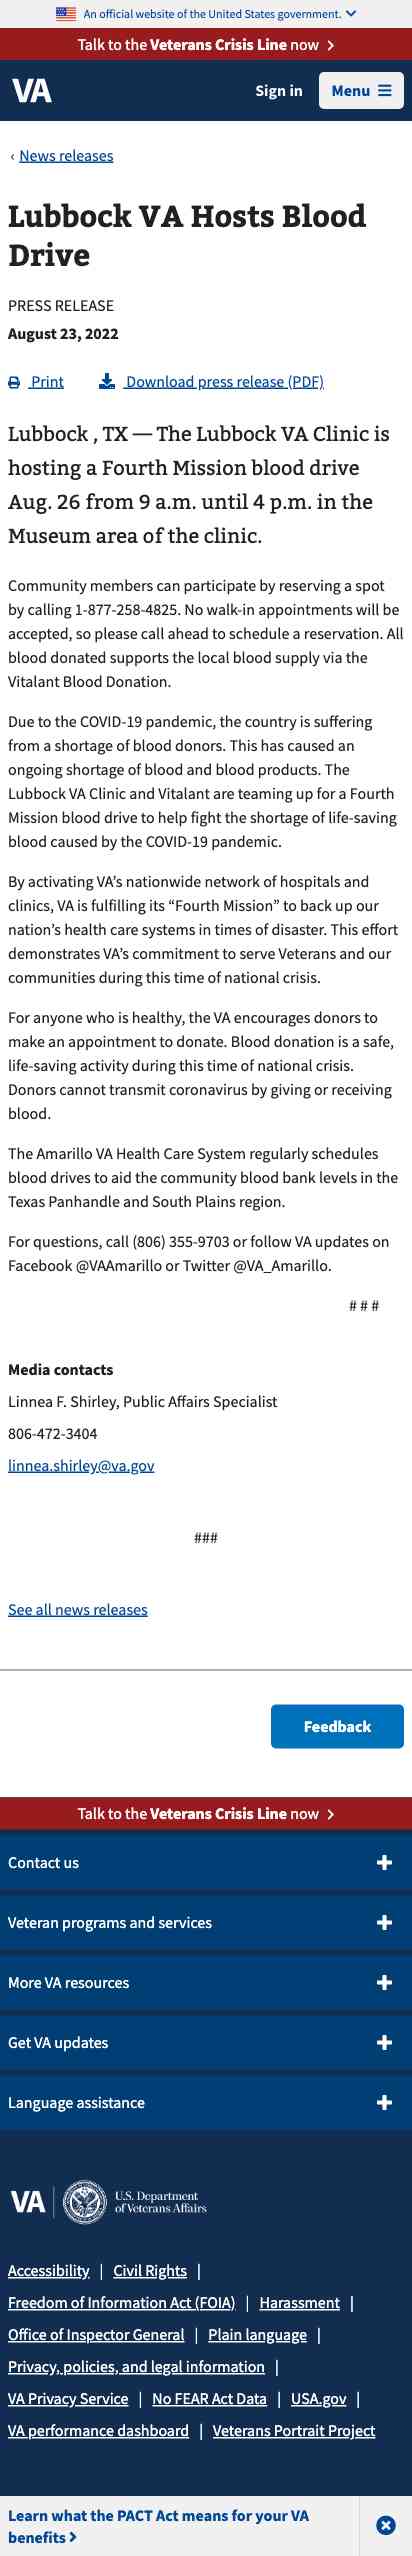 An official website of the United States government.
Talk to the Veterans Crisis Line now
VA
Sign in
Menu
‹ News releases
Lubbock VA Hosts Blood
Drive
PRESS RELEASE
August 23, 2022
Print
Download press release (PDF)
Lubbock , TX — The Lubbock VA Clinic is
hosting a Fourth Mission blood drive
Aug. 26 from 9 a.m. until 4 p.m. in the
Museum area of the clinic.
Community members can participate by reserving a spot
by calling 1-877-258-4825. No walk-in appointments will be
accepted, so please call ahead to schedule a reservation. All
blood donated supports the local blood supply via the
Vitalant Blood Donation.
Due to the COVID-19 pandemic, the country is suffering
from a shortage of blood donors. This has caused an
ongoing shortage of blood and blood products. The
Lubbock VA Clinic and Vitalant are teaming up for a Fourth
Mission blood drive to help fight the shortage of life-saving
blood caused by the COVID-19 pandemic.
By activating VA’s nationwide network of hospitals and
clinics, VA is fulfilling its “Fourth Mission” to back up our
nation’s health care systems in times of disaster. This effort
demonstrates VA’s commitment to serve Veterans and our
communities during this time of national crisis.
For anyone who is healthy, the VA encourages donors to
make an appointment to donate. Blood donation is a safe,
life-saving activity during this time of national crisis.
Donors cannot transmit coronavirus by giving or receiving
blood.
The Amarillo VA Health Care System regularly schedules
blood drives to aid the community blood bank levels in the
Texas Panhandle and South Plains region.
For questions, call (806) 355-9703 or follow VA updates on
Facebook @VAAmarillo or Twitter @VA_Amarillo.
# # #
Media contacts
Linnea F. Shirley, Public Affairs Specialist
806-472-3404
linnea.shirley@va.gov
###
See all news releases
Feedback
Talk to the Veterans Crisis Line now
Contact us
Veteran programs and services
More VA resources
Get VA updates
Language assistance
VA | U.S. Department
of Veterans Affairs
Accessibility | Civil Rights |
Freedom of Information Act (FOIA) | Harassment |
Office of Inspector General | Plain language |
Privacy, policies, and legal information |
VA Privacy Service | No FEAR Act Data | USA.gov |
VA performance dashboard | Veterans Portrait Project
Learn what the PACT Act means for your VA
benefits